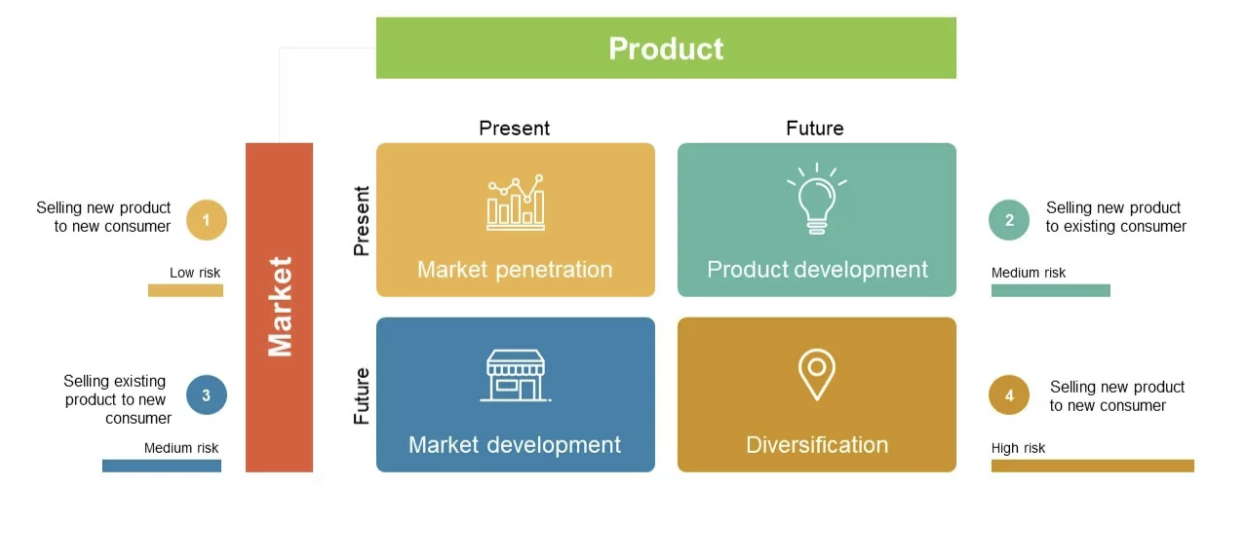 Product
Present
Future
Market
Present
Future
Selling new product
to new consumer
1
Low risk
Market penetration
Product development
2
Selling new product
to existing consumer
Medium risk
Selling existing
product to new
consumer
3
Medium risk
Market development
Diversification
4
Selling new product
to new consumer
High risk